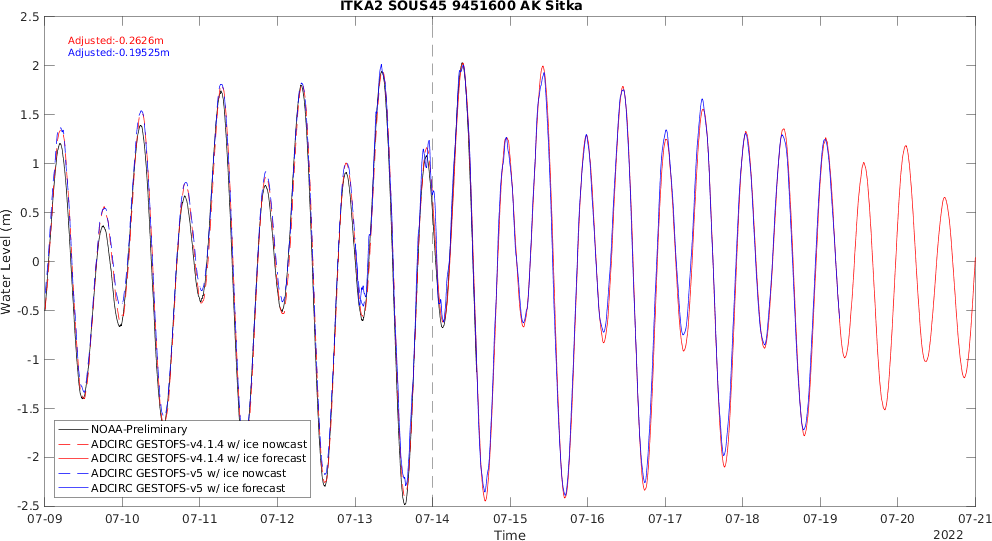 ITKA2 SOUS45 9451600 AK Sitka
Adjusted:-0.2626m
Adjusted:-0.19525m
2.5
2
1.5
1
0.5
0
-0.5
-1
-1.5
-2
-2.5
Water Level (m)
NOAA-Preliminary
ADCIRC GESTOFS-v4.1.4 w/ ice nowcast
ADCIRC GESTOFS-v4.1.4 w/ ice forecast
ADCIRC GESTOFS-v5 w/ ice nowcast
ADCIRC GESTOFS-v5 w/ ice forecast
07-09 07-10 07-11 07-12 07-13 07-14 07-15 07-16 07-17 07-18 07-19 07-20 07-21
Time
2022